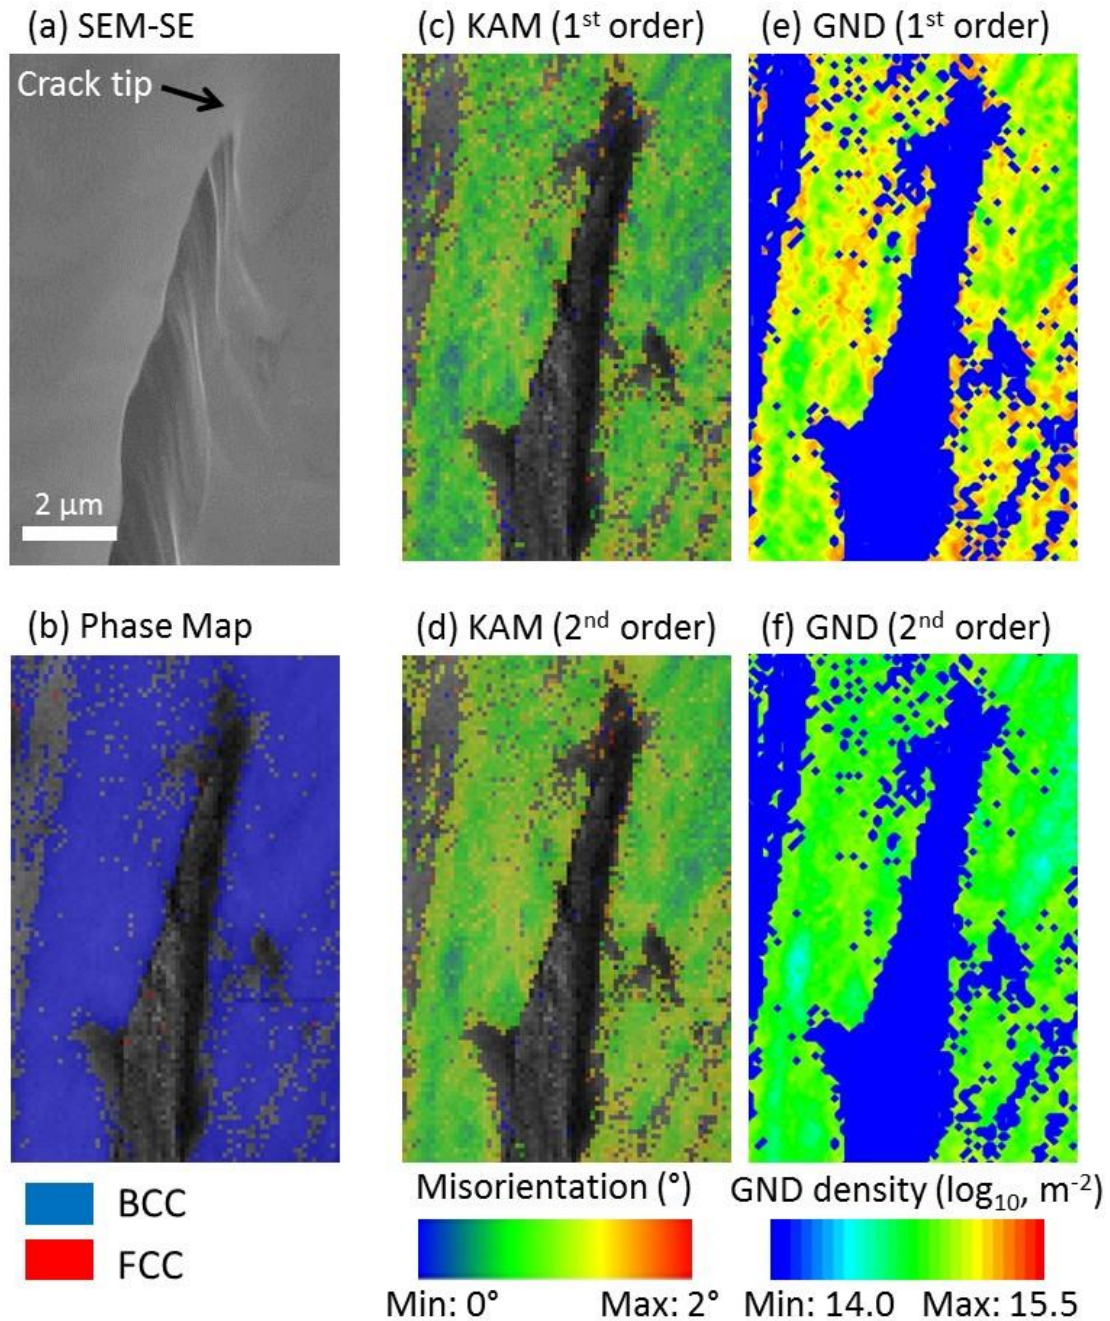 (a) SEM-SE
Crack tip
2 µm
(b) Phase Map
BCC
FCC
(c) KAM (1st order)
(d) KAM (2nd order)
Misorientation (°)
Min: 0° Max: 2°
(e) GND (1st order)
(f) GND (2nd order)
GND density (log10, m-2)
Min: 14.0 Max: 15.5